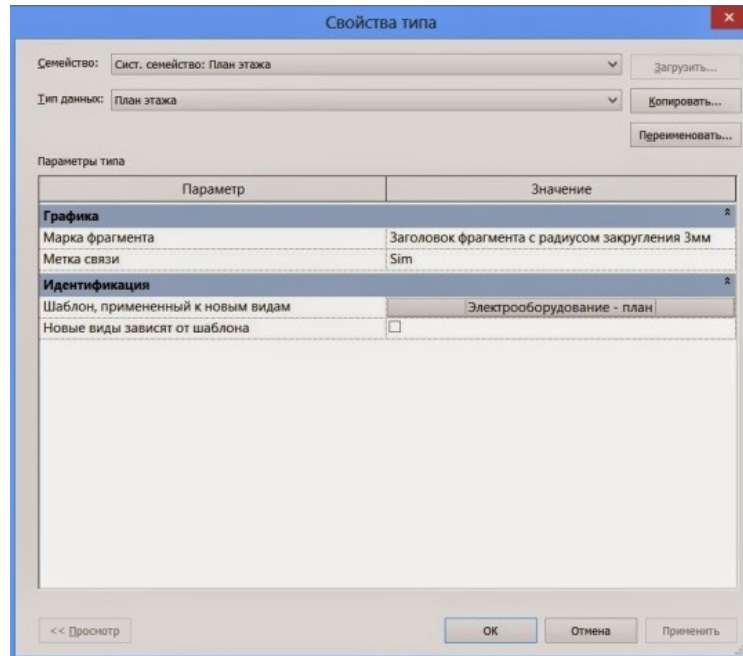 Свойства типа
Семейство: Сист. семейство: План этажа Загрузить...
Тип данных: План этажа Копировать...
Переименовать...
Параметры типа
Параметр Значение
Графика
Марка фрагмента Заголовок фрагмента с радиусом закругления 3мм
Метка связи Sim
Идентификация
Шаблон, примененный к новым видам Электрооборудование - план
Новые виды зависят от шаблона
<< Просмотр ОК Отмена Применить